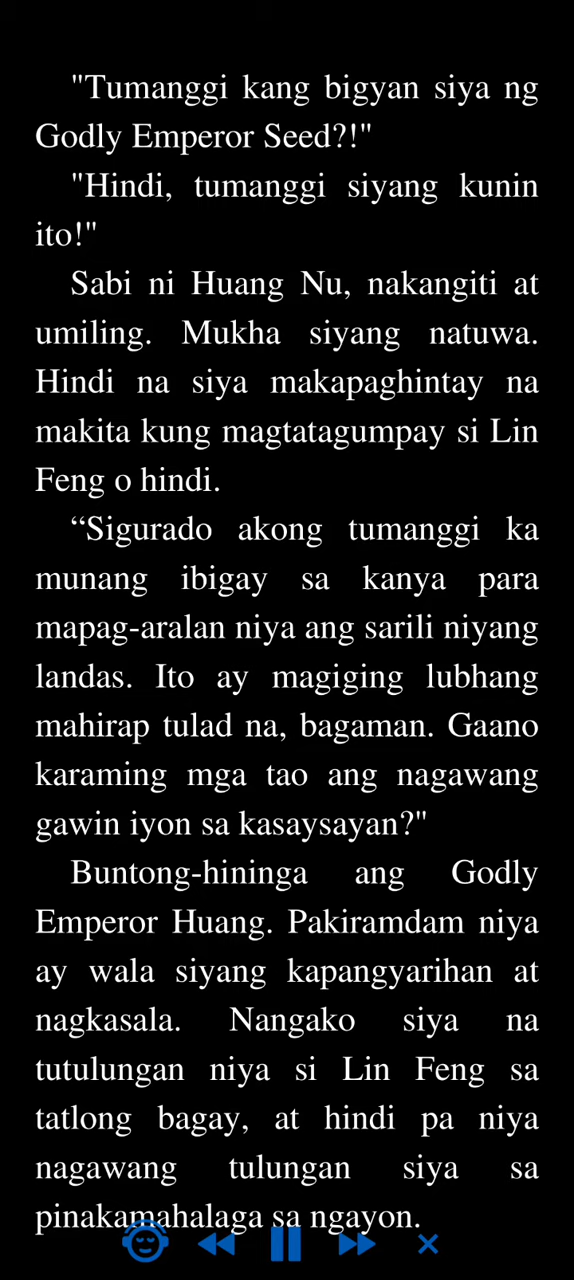 "Tumanggi kang bigyan siya ng
Godly Emperor Seed?!"
"Hindi, tumanggi siyang kunin
ito!"
Sabi ni Huang Nu, nakangiti at
umiling. Mukha siyang natuwa.
Hindi na siya makapaghintay na
makita kung magtatagumpay si Lin
Feng o hindi.
“Sigurado akong tumanggi ka
munang ibigay sa kanya para
mapag-aralan niya ang sarili niyang
landas. Ito ay magiging lubhang
mahirap tulad na, bagaman. Gaano
karaming mga tao ang nagawang
gawin iyon sa kasaysayan?"
Buntong-hininga ang Godly
Emperor Huang. Pakiramdam niya
ay wala siyang kapangyarihan at
nagkasala. Nangako siya na
tutulungan niya si Lin Feng sa
tatlong bagay, at hindi pa niya
nagawang tulungan siya sa
pinakamahalaga sa ngayon.